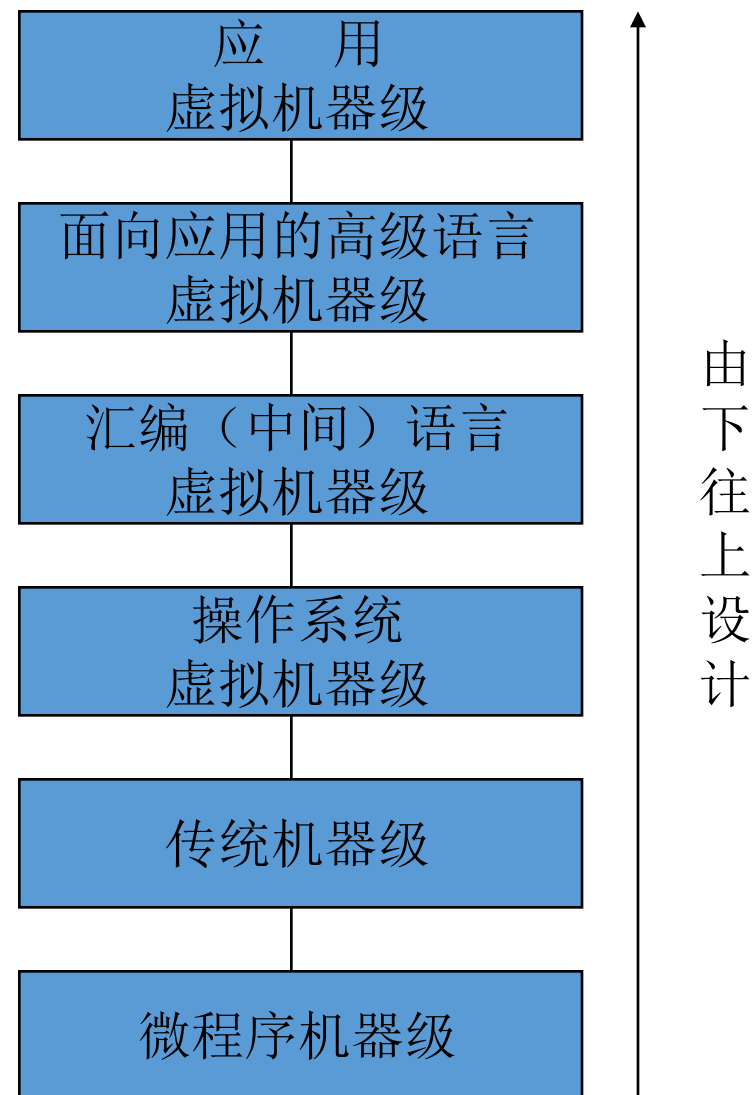 应 用
虚拟机器级
面向应用的高级语言
虚拟机器级
汇编（中间）语言
虚拟机器级
操作系统
虚拟机器级
传统机器级
微程序机器级
由
下
往
上
设
计